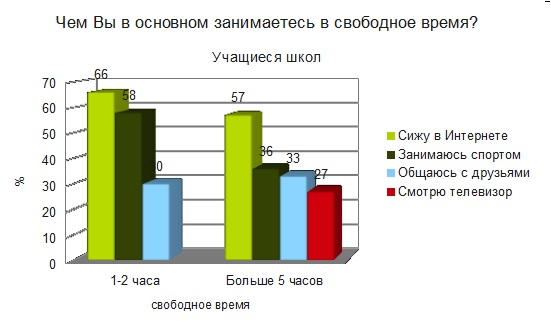 Чем Вы в основном занимаетесь в свободное время?
Учащиеся школ
%
70
60
50
40
30
20
10
0
66
58
0
57
36
33
27
1-2 часа
Больше 5 часов
свободное время
Сижу в Интернете
Занимаюсь спортом
Общаюсь с друзьями
Смотрю телевизор